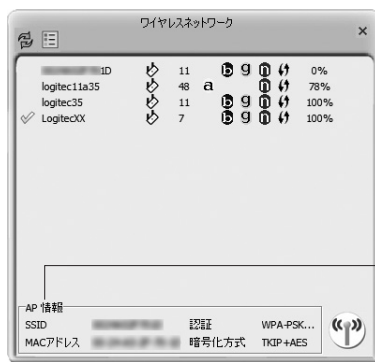 ワイヤレスネットワーク
1D 11 b g n 0%
logitec11a35 48 a n 78%
logitec35 11 b g n 100%
LogitecXX 7 b g n 100%
AP 情報
SSID 認証 WPA-PSK...
MACアドレス 暗号化方式 TKIP+AES